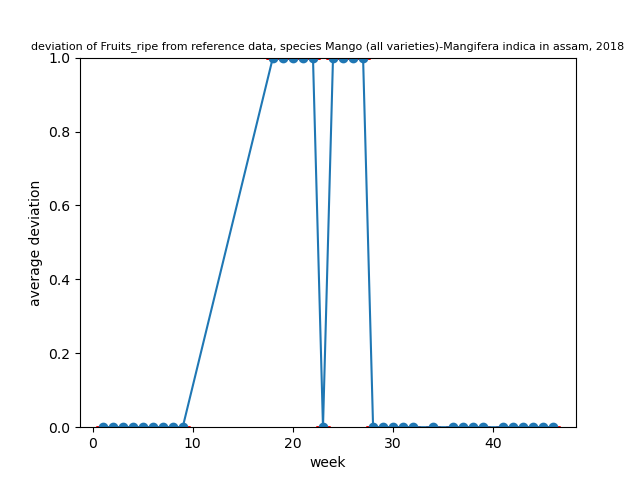 deviation of Fruits_ripe from reference data, species Mango (all varieties)-Mangifera indica in assam, 2018
1.0
0.8
0.6
0.4
0.2
0.0
average deviation
0 10 20 30 40
week